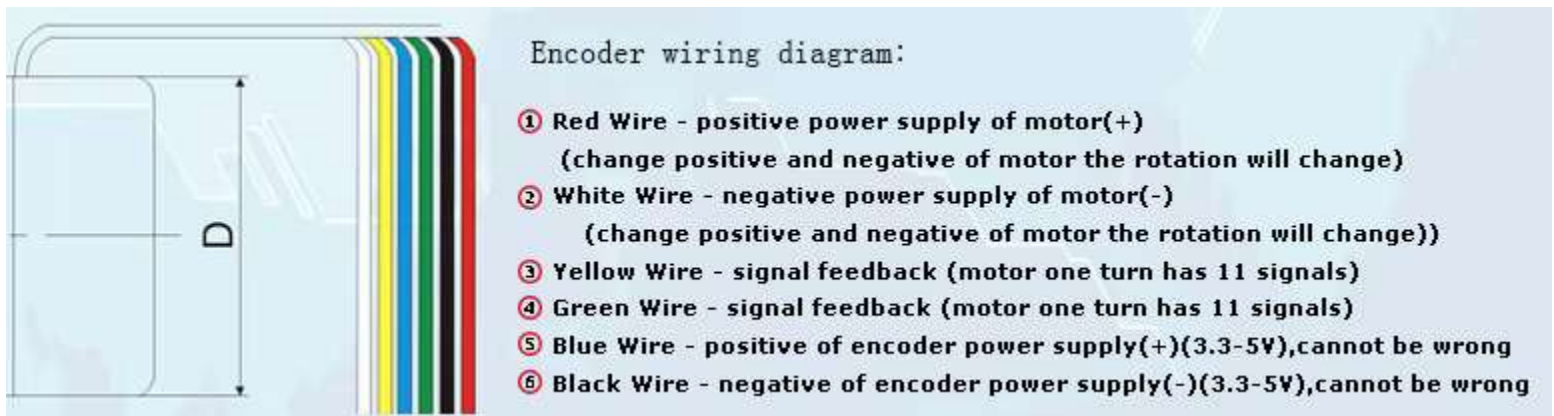 D
Encoder wiring diagram:
① Red Wire - positive power supply of motor(+)
(change positive and negative of motor the rotation will change)
② White Wire - negative power supply of motor(-)
(change positive and negative of motor the rotation will change))
③ Yellow Wire - signal feedback (motor one turn has 11 signals)
④ Green Wire - signal feedback (motor one turn has 11 signals)
⑤ Blue Wire - positive of encoder power supply(+)(3.3-5V),cannot be wrong
⑥ Black Wire - negative of encoder power supply(-)(3.3-5V),cannot be wrong